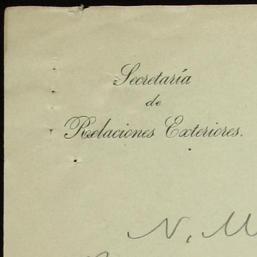 Secretaría
de
Relaciones Exteriores.
N. M